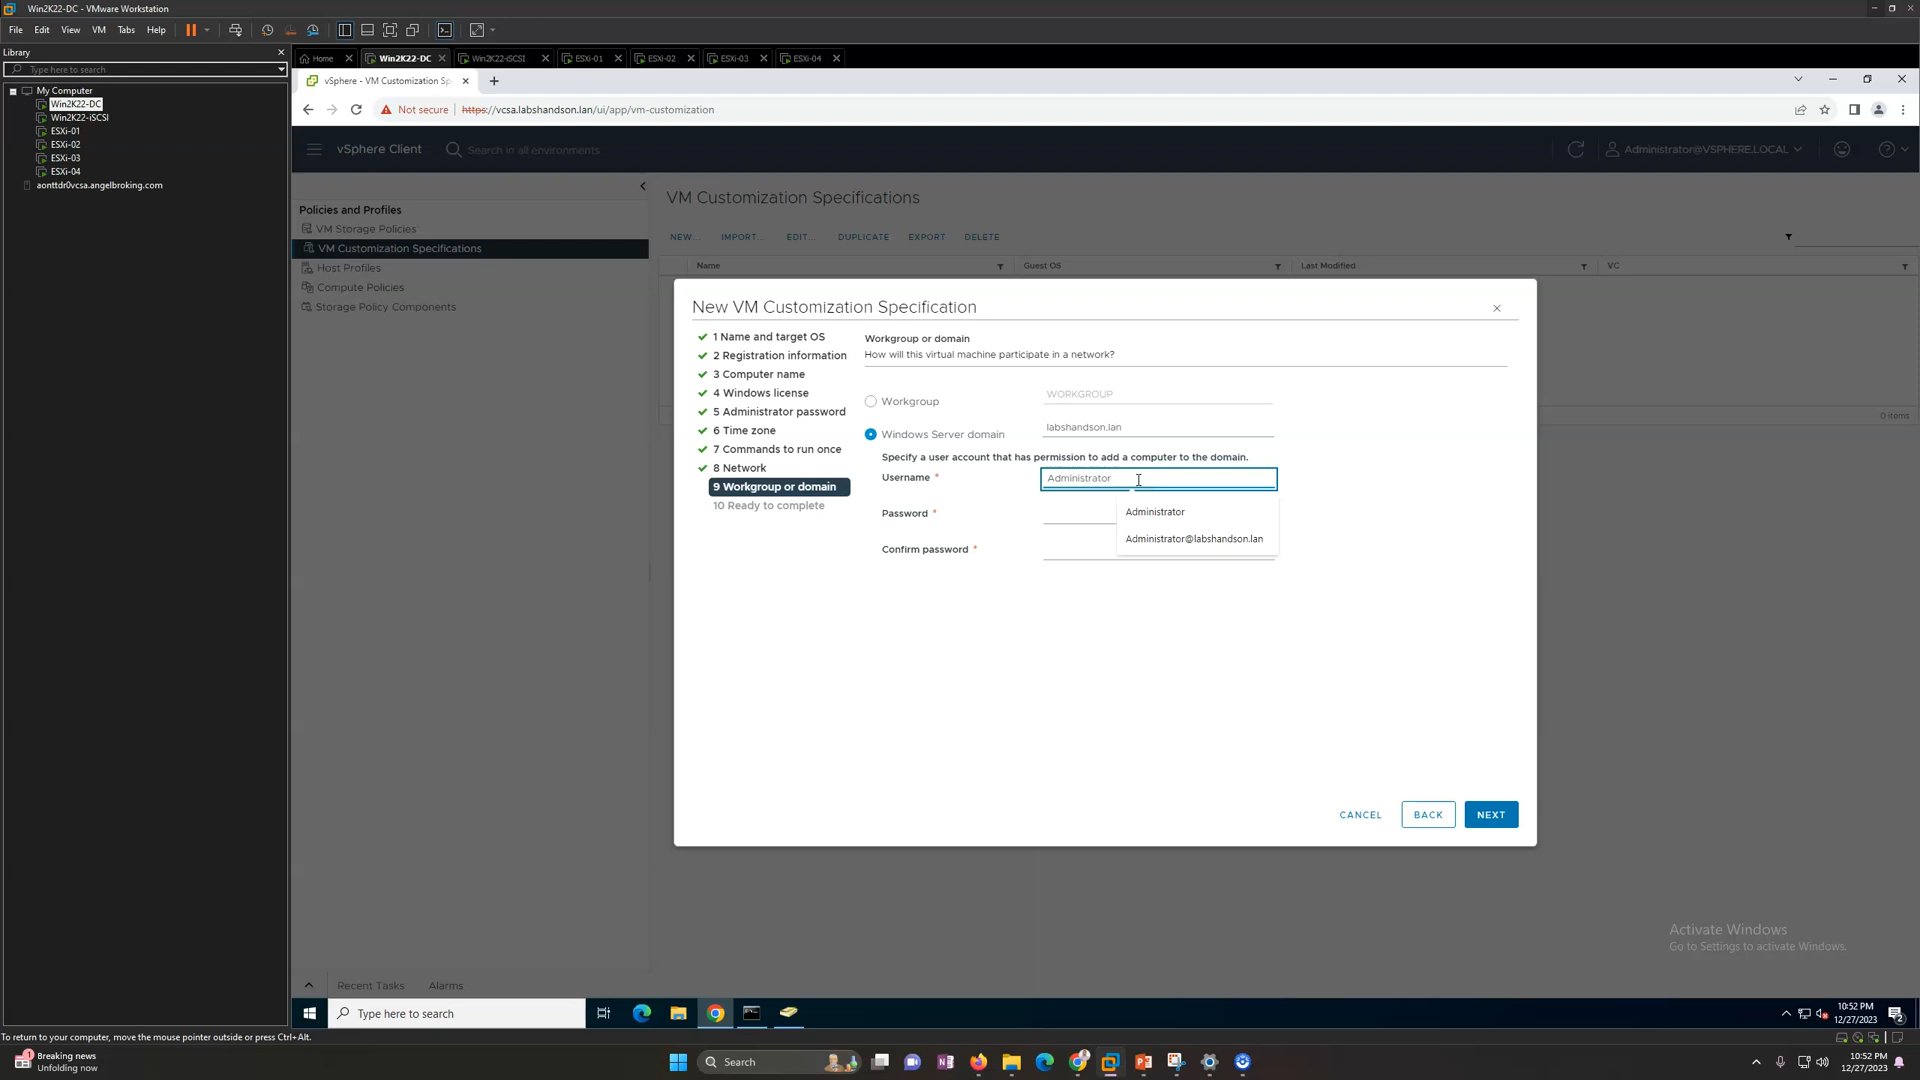 Win2K22-DC - VMware Workstation
File Edit View VM Tabs Help
Library
Type here to search
My Computer
Win2K22-DC
Win2K22-iSCSI
ESXi-01
ESXi-02
ESXi-03
ESXi-04
aonttdr0vcsa.angelbroking.com
Home Win2K22-DC Win2K22-iSCSI ESXi-01 ESXi-02 ESXi-03 ESXi-04
vSphere - VM Customization Sp
Not secure https://vcsa.labshandson.lan/ui/app/vm-customization
vSphere Client Search in all environments Administrator@VSPHERE.LOCAL
Policies and Profiles
VM Storage Policies
VM Customization Specifications
Host Profiles
Compute Policies
Storage Policy Components
VM Customization Specifications
NEW... IMPORT... EDIT... DUPLICATE EXPORT DELETE
Name Guest OS Last Modified VC
0 items
New VM Customization Specification
1 Name and target OS
2 Registration information
3 Computer name
4 Windows license
5 Administrator password
6 Time zone
7 Commands to run once
8 Network
9 Workgroup or domain
10 Ready to complete
Workgroup or domain
How will this virtual machine participate in a network?
Workgroup WORKGROUP
Windows Server domain labshandson.lan
Specify a user account that has permission to add a computer to the domain.
Username * Administrator
Password *
Confirm password *
Administrator
Administrator@labshandson.lan
CANCEL BACK NEXT
Activate Windows
Go to Settings to activate Windows.
Recent Tasks Alarms
Type here to search
10:52 PM
12/27/2023
2
To return to your computer, move the mouse pointer outside or press Ctrl+Alt.
Breaking news
Unfolding now
Search
10:52 PM
12/27/2023